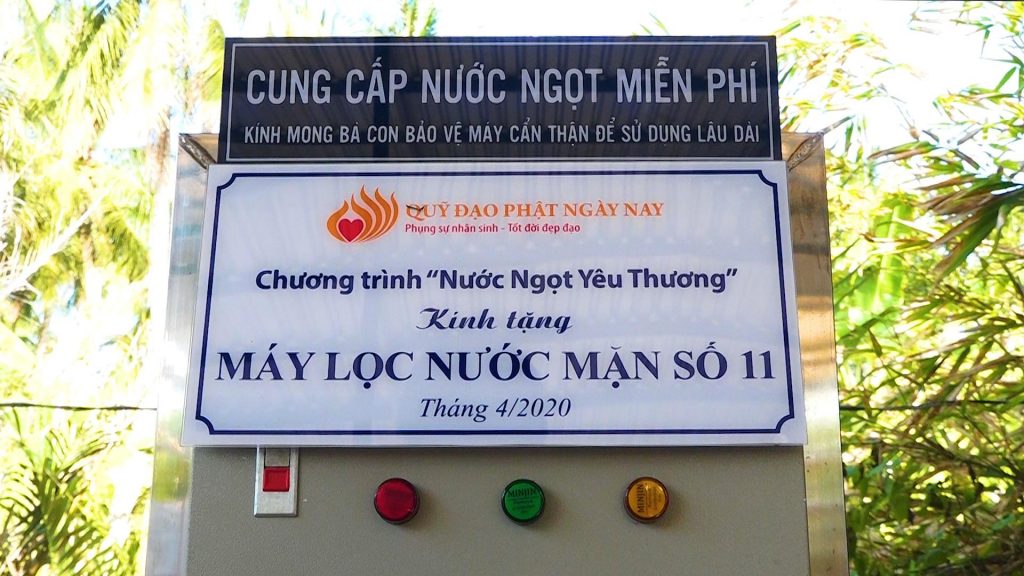 CUNG CẤP NƯỚC NGỌT MIỄN PHÍ
KÍNH MONG BÀ CON BẢO VỆ MÁY CẨN THẬN ĐỂ SỬ DỤNG LÂU DÀI
QUỸ ĐẠO PHẬT NGÀY NAY
Phụng sự nhân sinh - Tốt đời đẹp đạo
Chương trình “Nước Ngọt Yêu Thương”
Kính tặng
MÁY LỌC NƯỚC MẶN SỐ 11
Tháng 4/2020
MINJIN
MINJIN